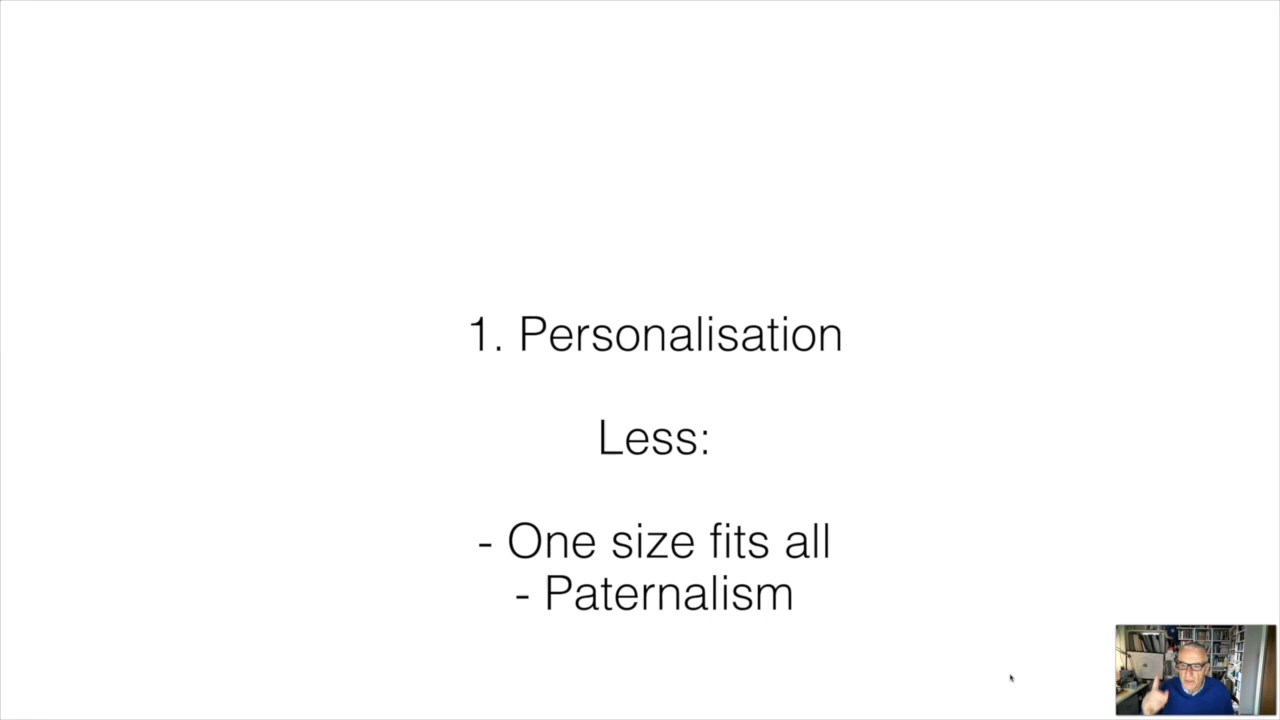 1. Personalisation
Less:
- One size fits all
- Paternalism